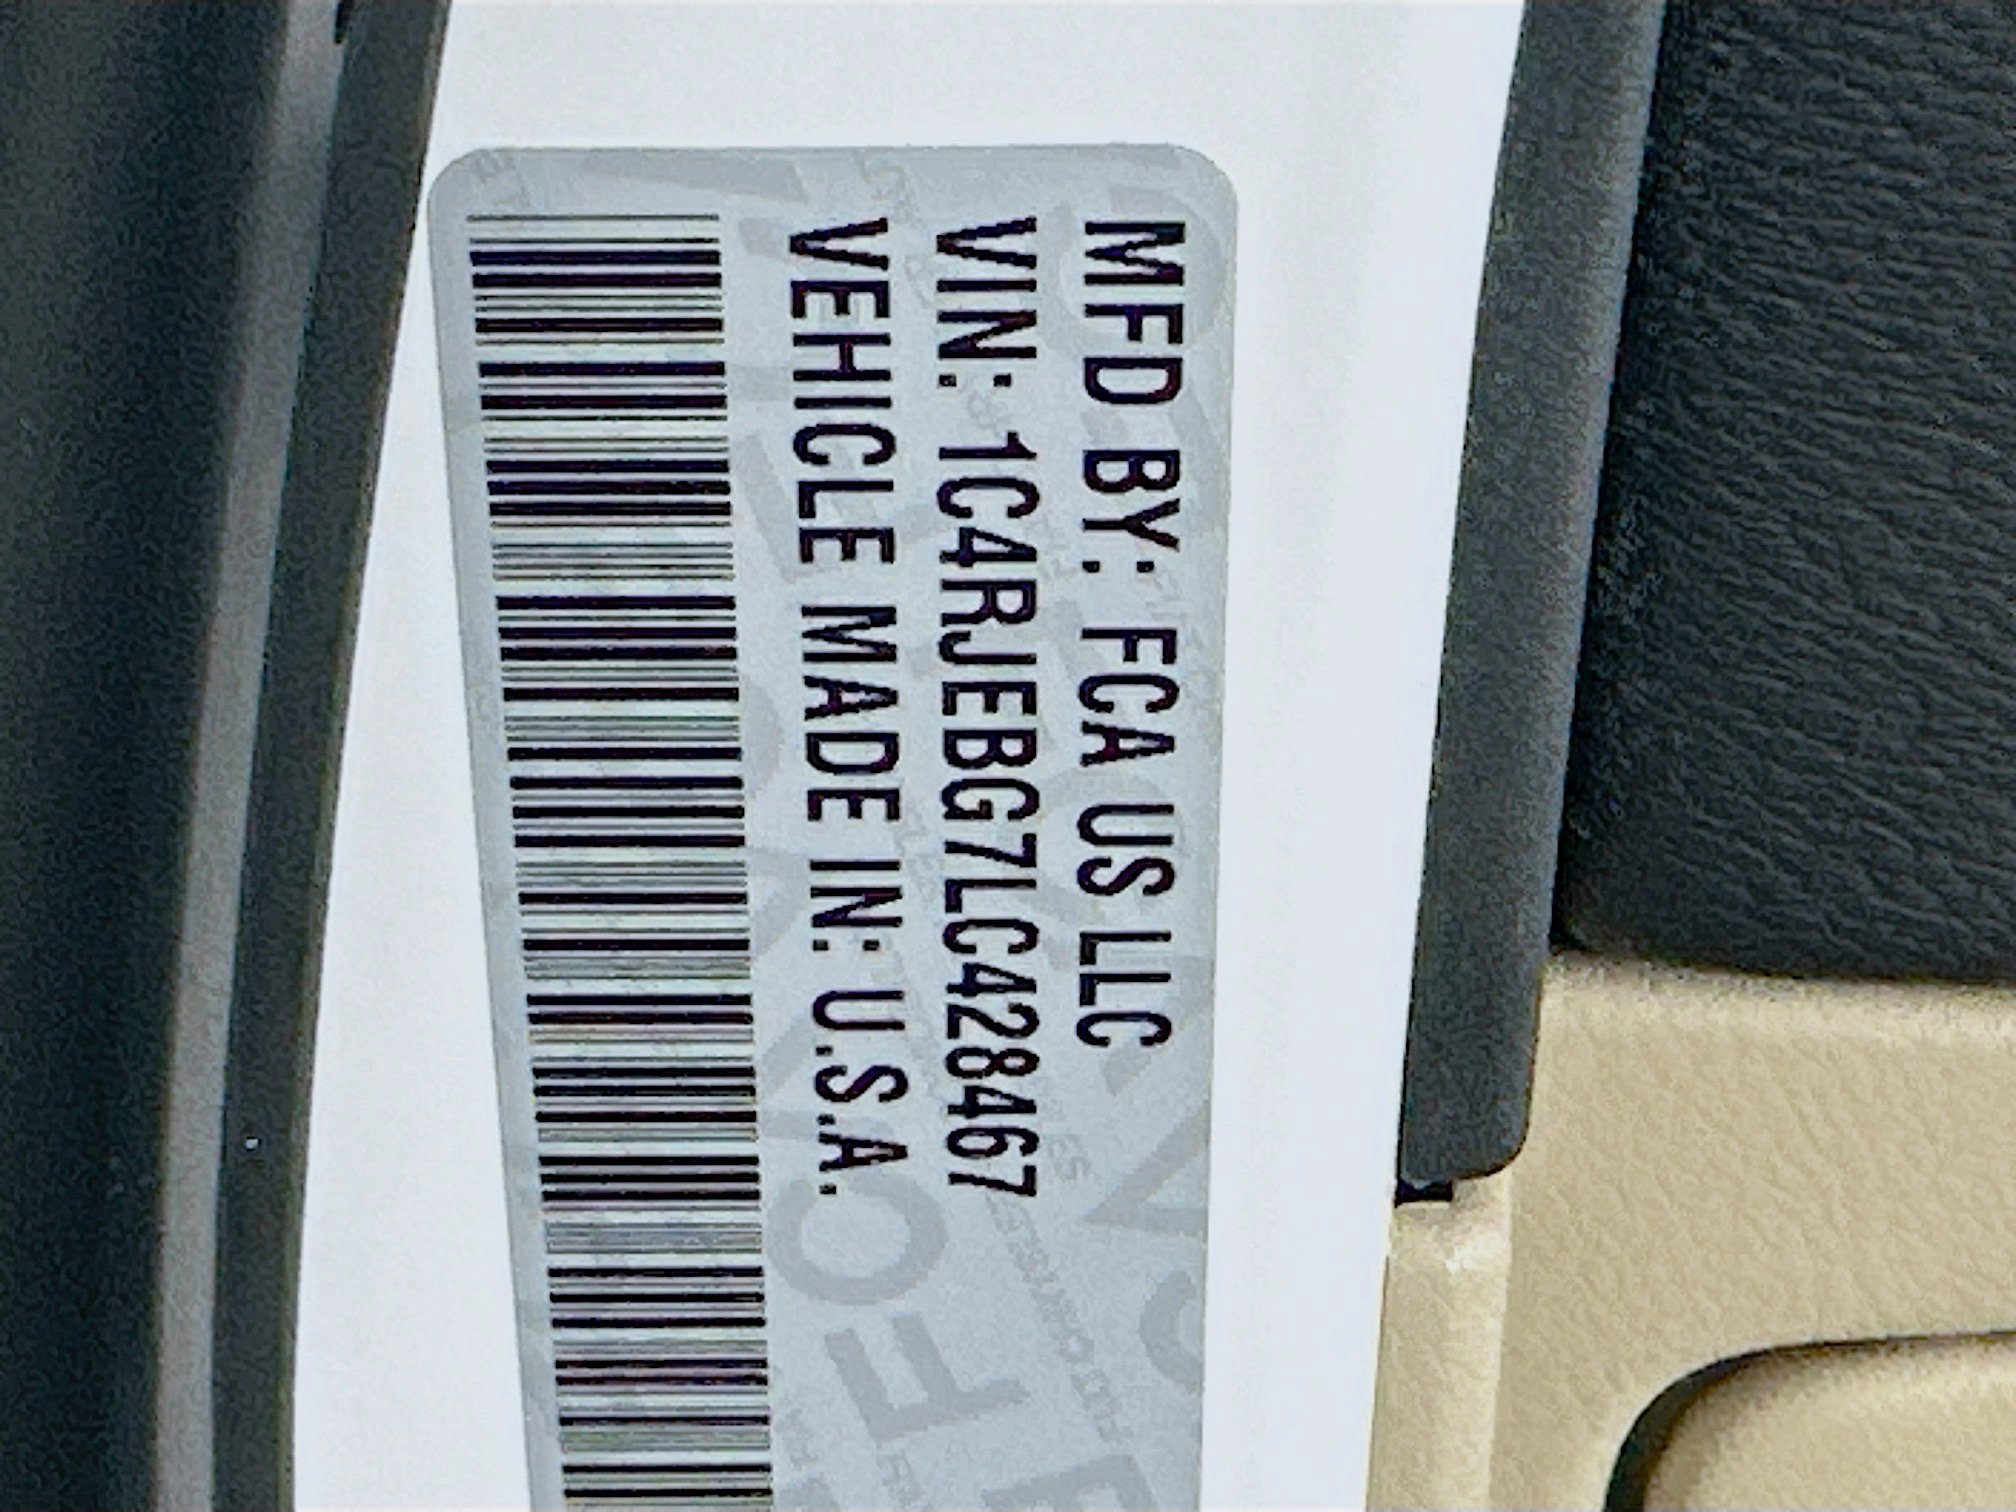 MFD BY: FCA US LLC
VIN: 1C4RJEBG7LC428467
VEHICLE MADE IN: U.S.A.